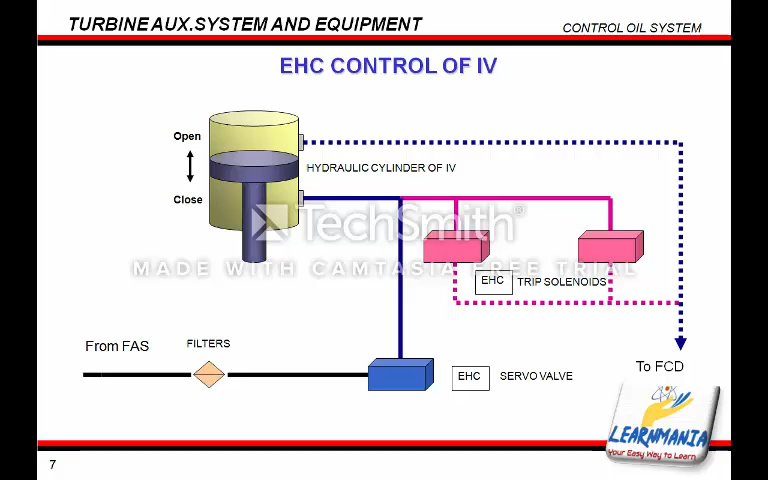 TURBINE AUX.SYSTEM AND EQUIPMENT
CONTROL OIL SYSTEM
EHC CONTROL OF IV
Open
HYDRAULIC CYLINDER OF IV
Close
TechSmith®
MADE WITH CAMTASIA FREE TRIAL
EHC TRIP SOLENOIDS
From FAS
FILTERS
To FCD
EHC SERVO VALVE
LEARNMANIA
Your Easy Way to Learn
7